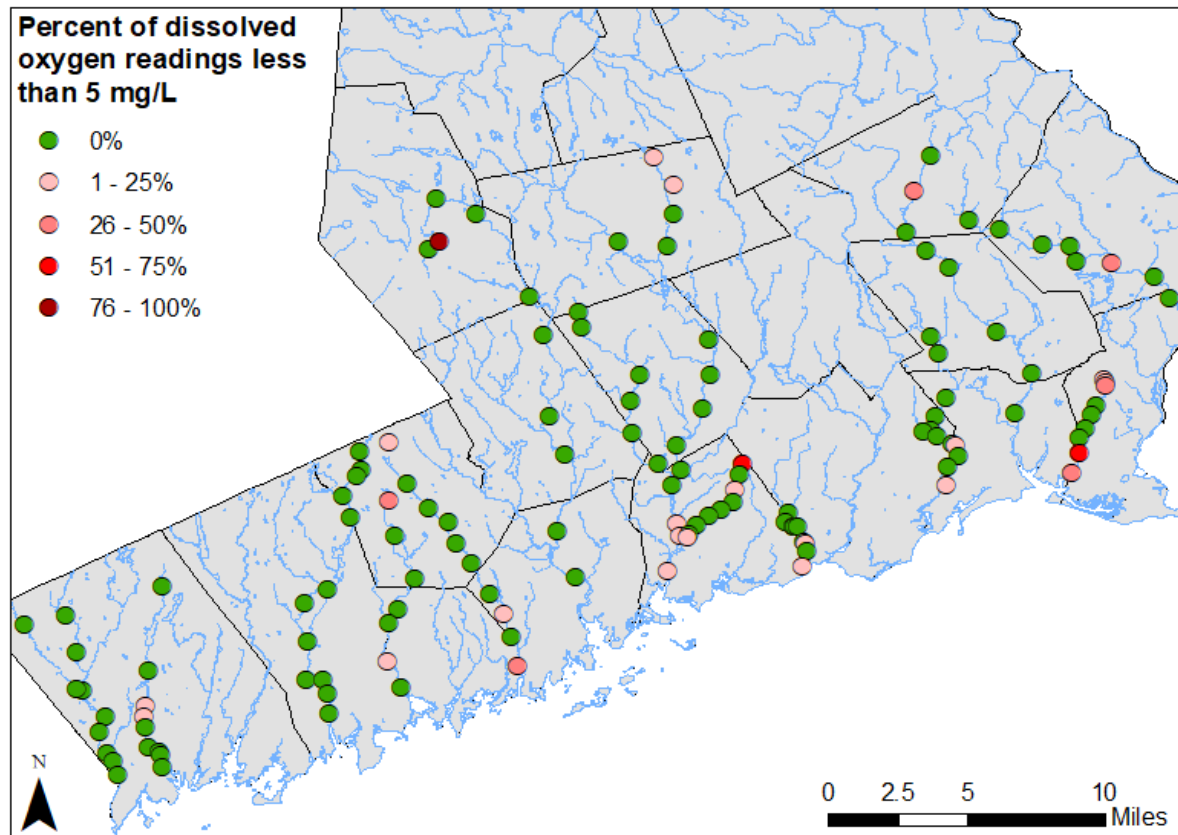 Percent of dissolved
oxygen readings less
than 5 mg/L
0%
1 - 25%
26 - 50%
51 - 75%
76 - 100%
N
0 2.5 5 10
Miles